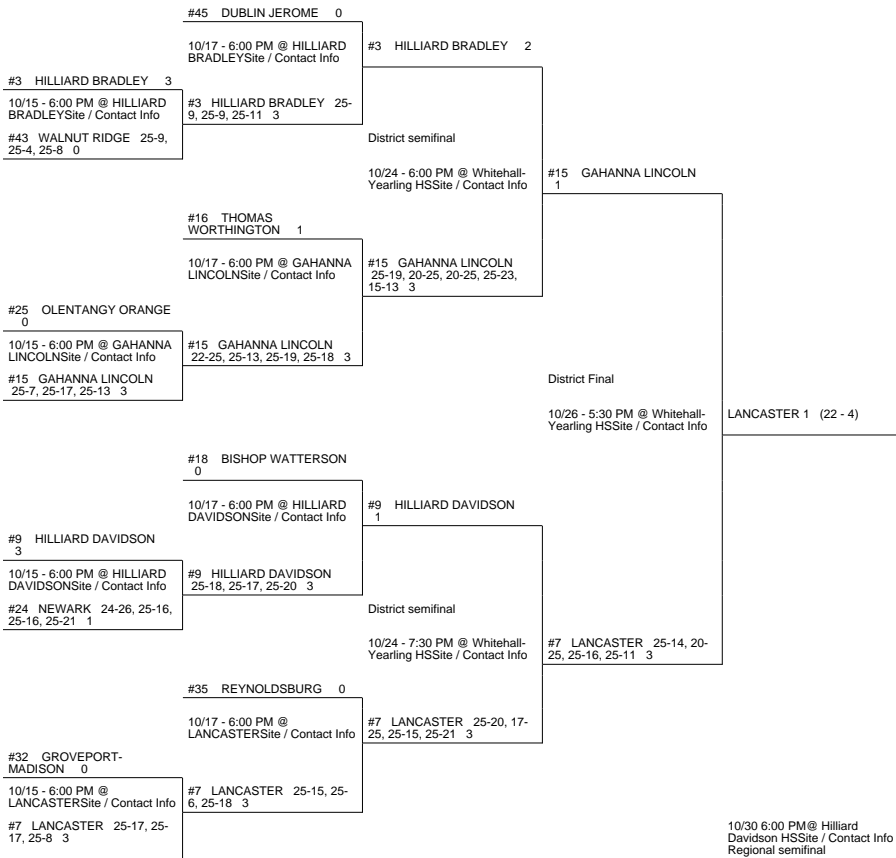 #45 DUBLIN JEROME 0
10/17 - 6:00 PM @ HILLIARD
BRADLEYSite / Contact Info
#3 HILLIARD BRADLEY 2
#3 HILLIARD BRADLEY 3
10/15 - 6:00 PM @ HILLIARD
BRADLEYSite / Contact Info
#3 HILLIARD BRADLEY 25-
9, 25-9, 25-11 3
#43 WALNUT RIDGE 25-9,
25-4, 25-8 0
District semifinal
10/24 - 6:00 PM @ Whitehall-
Yearling HSSite / Contact Info
#15 GAHANNA LINCOLN
1
#16 THOMAS
WORTHINGTON 1
10/17 - 6:00 PM @ GAHANNA
LINCOLNSite / Contact Info
#15 GAHANNA LINCOLN
25-19, 20-25, 20-25, 25-23,
15-13 3
#25 OLENTANGY ORANGE
0
10/15 - 6:00 PM @ GAHANNA
LINCOLNSite / Contact Info
#15 GAHANNA LINCOLN
22-25, 25-13, 25-19, 25-18 3
#15 GAHANNA LINCOLN
25-7, 25-17, 25-13 3
District Final
10/26 - 5:30 PM @ Whitehall-
Yearling HSSite / Contact Info
LANCASTER 1 (22 - 4)
#18 BISHOP WATTERSON
0
10/17 - 6:00 PM @ HILLIARD
DAVIDSONSite / Contact Info
#9 HILLIARD DAVIDSON
1
#9 HILLIARD DAVIDSON
3
10/15 - 6:00 PM @ HILLIARD
DAVIDSONSite / Contact Info
#9 HILLIARD DAVIDSON
25-18, 25-17, 25-20 3
#24 NEWARK 24-26, 25-16,
25-16, 25-21 1
District semifinal
10/24 - 7:30 PM @ Whitehall-
Yearling HSSite / Contact Info
#7 LANCASTER 25-14, 20-
25, 25-16, 25-11 3
#35 REYNOLDSBURG 0
10/17 - 6:00 PM @
LANCASTERSite / Contact Info
#7 LANCASTER 25-20, 17-
25, 25-15, 25-21 3
#32 GROVEPORT-
MADISON 0
10/15 - 6:00 PM @
LANCASTERSite / Contact Info
#7 LANCASTER 25-15, 25-
6, 25-18 3
#7 LANCASTER 25-17, 25-
17, 25-8 3
10/30 6:00 PM@ Hilliard
Davidson HSSite / Contact Info
Regional semifinal